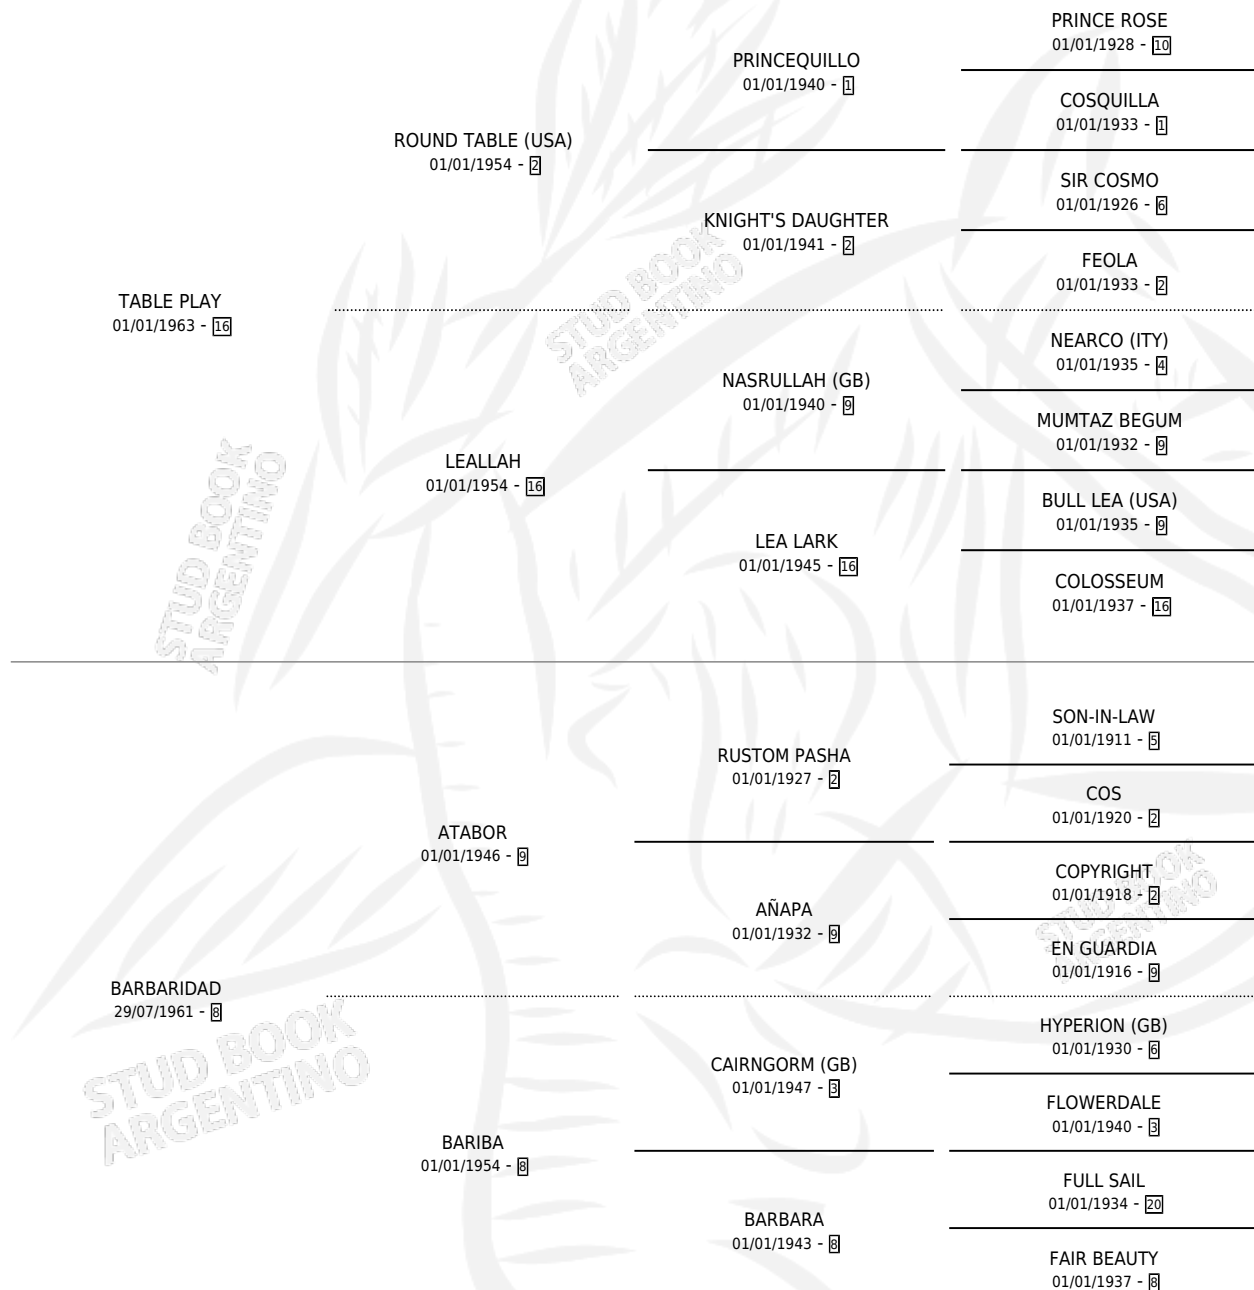 PRINCE ROSE
01/01/1928 - 10
PRINCEQUILLO
01/01/1940 - 1
COSQUILLA
01/01/1933 - 1
ROUND TABLE (USA)
01/01/1954 - 2
SIR COSMO
01/01/1926 - 6
KNIGHT'S DAUGHTER
01/01/1941 - 2
FEOLA
01/01/1933 - 2
TABLE PLAY
01/01/1963 - 16
STUD BOOK
ARGENTINO
NEARCO (ITY)
01/01/1935 - 4
NASRULLAH (GB)
01/01/1940 - 9
MUMTAZ BEGUM
01/01/1932 - 9
LEALLAH
01/01/1954 - 16
BULL LEA (USA)
01/01/1935 - 9
LEA LARK
01/01/1945 - 16
COLOSSEUM
01/01/1937 - 16
STUD BOOK
ARGENTINO
SON-IN-LAW
01/01/1911 - 5
RUSTOM PASHA
01/01/1927 - 2
COS
01/01/1920 - 2
ATABOR
01/01/1946 - 9
COPYRIGHT
01/01/1918 - 2
AÑAPA
01/01/1932 - 9
STUD BOOK
ARGENTINO
EN GUARDIA
01/01/1916 - 9
BARBARIDAD
29/07/1961 - 8
HYPERION (GB)
01/01/1930 - 6
CAIRNGORM (GB)
01/01/1947 - 3
FLOWERDALE
01/01/1940 - 3
STUD BOOK
ARGENTINO
BARIBA
01/01/1954 - 8
FULL SAIL
01/01/1934 - 20
BARBARA
01/01/1943 - 8
FAIR BEAUTY
01/01/1937 - 8